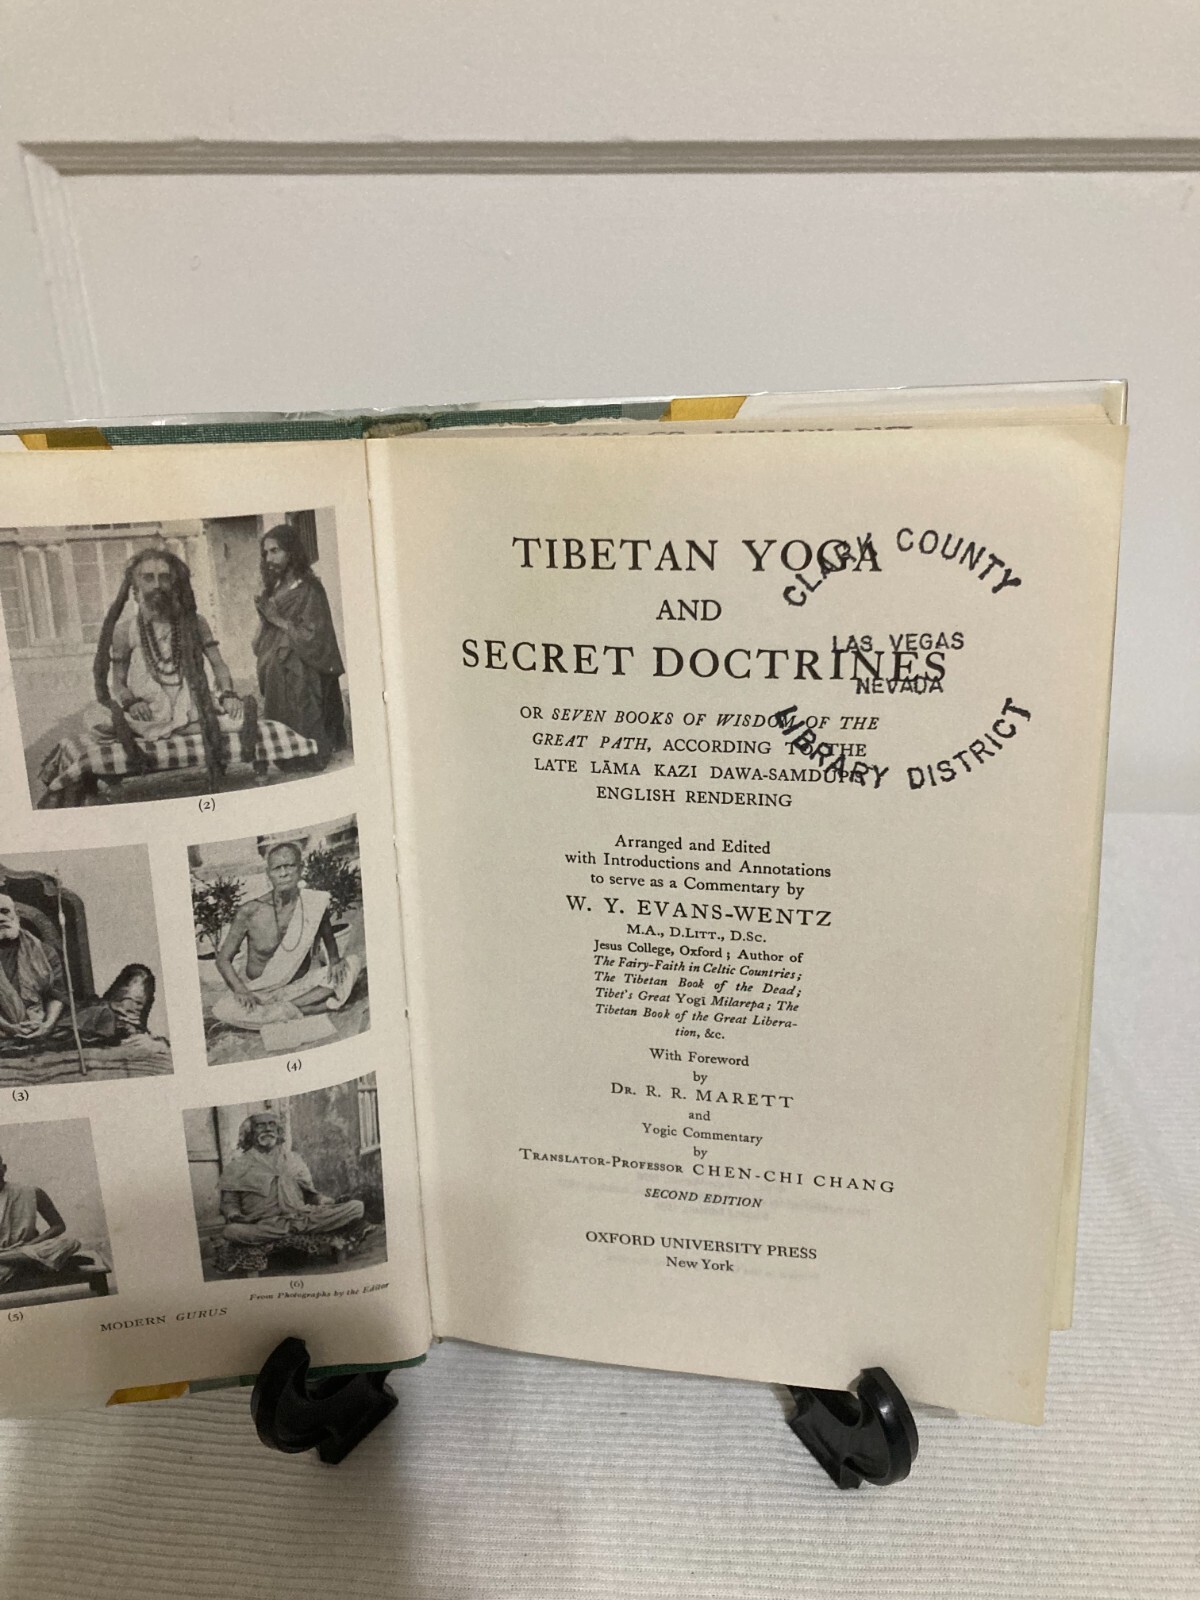 (2)
(3)
(4)
(5)
(6)
From Photographs by the Editor
MODERN GURUS
TIBETAN YOGA
AND
SECRET DOCTRINES
OR SEVEN BOOKS OF WISDOM OF THE
GREAT PATH, ACCORDING TO THE
LATE LĀMA KAZI DAWA-SAMDUP'S
ENGLISH RENDERING
Arranged and Edited
with Introductions and Annotations
to serve as a Commentary by
W. Y. EVANS-WENTZ
M.A., D.LITT., D.Sc.
Jesus College, Oxford; Author of
The Fairy-Faith in Celtic Countries;
The Tibetan Book of the Dead;
Tibet's Great Yogī Milarepa; The
Tibetan Book of the Great Libera-
tion, &c.
With Foreword
by
DR. R. R. MARETT
and
Yogic Commentary
by
TRANSLATOR-PROFESSOR CHEN-CHI CHANG
SECOND EDITION
OXFORD UNIVERSITY PRESS
New York
CLARK COUNTY
LAS VEGAS
NEVADA
LIBRARY DISTRICT